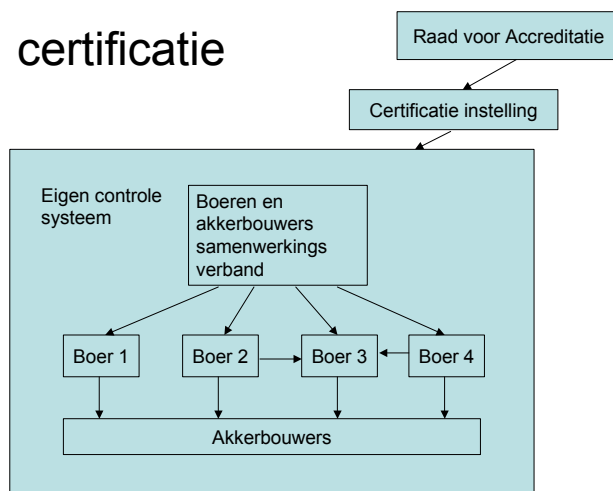 certificatie
Raad voor Accreditatie
Certificatie instelling
Eigen controle
systeem
Boeren en
akkerbouwers
samenwerkings
verband
Boer 1
Boer 2
Boer 3
Boer 4
Akkerbouwers